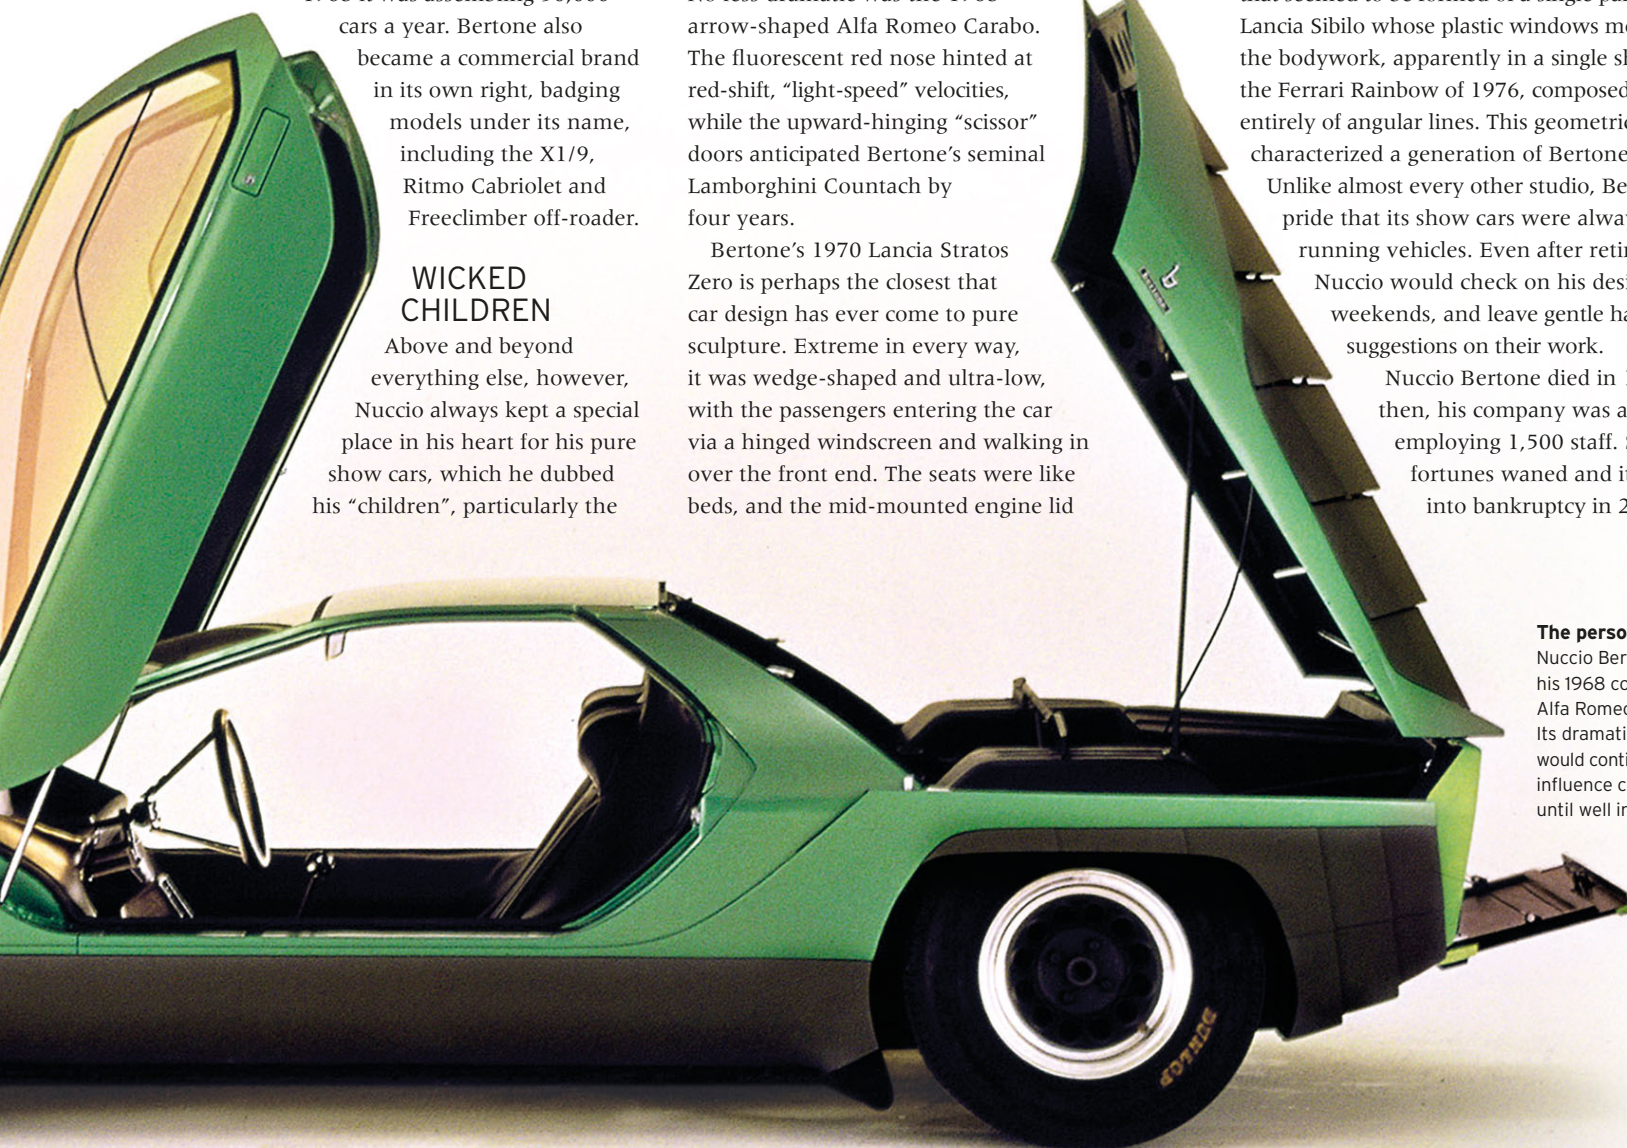 cars a year. Bertone also
became a commercial brand
in its own right, badging
models under its name,
including the X1/9,
Ritmo Cabriolet and
Freeclimber off-roader.
WICKED
CHILDREN
Above and beyond
everything else, however,
Nuccio always kept a special
place in his heart for his pure
show cars, which he dubbed
his “children”, particularly the
arrow-shaped Alfa Romeo Carabo.
The fluorescent red nose hinted at
red-shift, “light-speed” velocities,
while the upward-hinging “scissor”
doors anticipated Bertone’s seminal
Lamborghini Countach by
four years.
Bertone’s 1970 Lancia Stratos
Zero is perhaps the closest that
car design has ever come to pure
sculpture. Extreme in every way,
it was wedge-shaped and ultra-low,
with the passengers entering the car
via a hinged windscreen and walking in
over the front end. The seats were like
beds, and the mid-mounted engine lid
Lancia Sibilo whose plastic windows
the bodywork, apparently in a single
the Ferrari Rainbow of 1976, composed
entirely of angular lines. This
characterized a generation of Bertone
Unlike almost every other studio,
pride that its show cars were
running vehicles. Even after
Nuccio would check on his
weekends, and leave gentle
suggestions on their work.
Nuccio Bertone died in
then, his company was
employing 1,500 staff.
fortunes waned and
into bankruptcy in
The
Nuccio
his 1968
Alfa
Its
would
influence
until well
DUNLOP